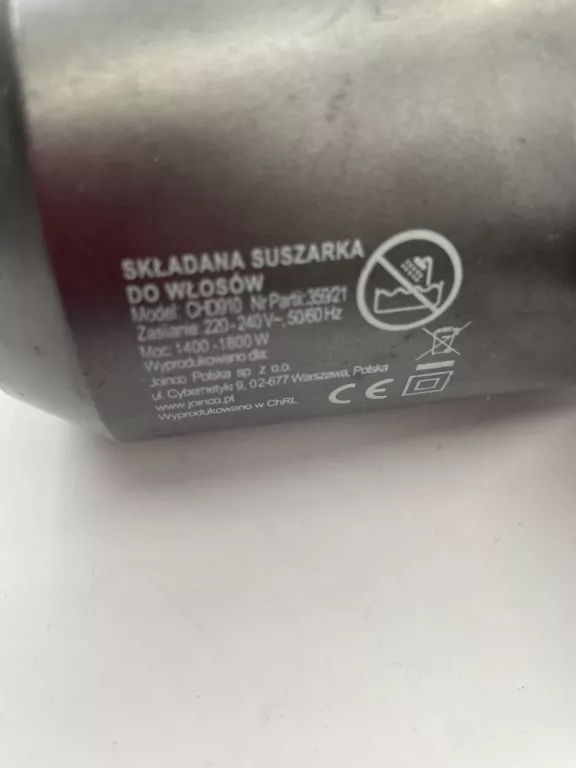 SKŁADANA SUSZARKA
DO WŁOSÓW
Model: CHD910 Nr Partii: 359/21
Zasilanie: 220-240 V~, 50/60 Hz
Moc: 1400 -1800 W
Wyprodukowano dla:
Joinco Polska sp. z o.o.
ul. Cybernetyki 9, 02-677 Warszawa, Polska
www.joinco.pl
Wyprodukowano w ChRL
CE